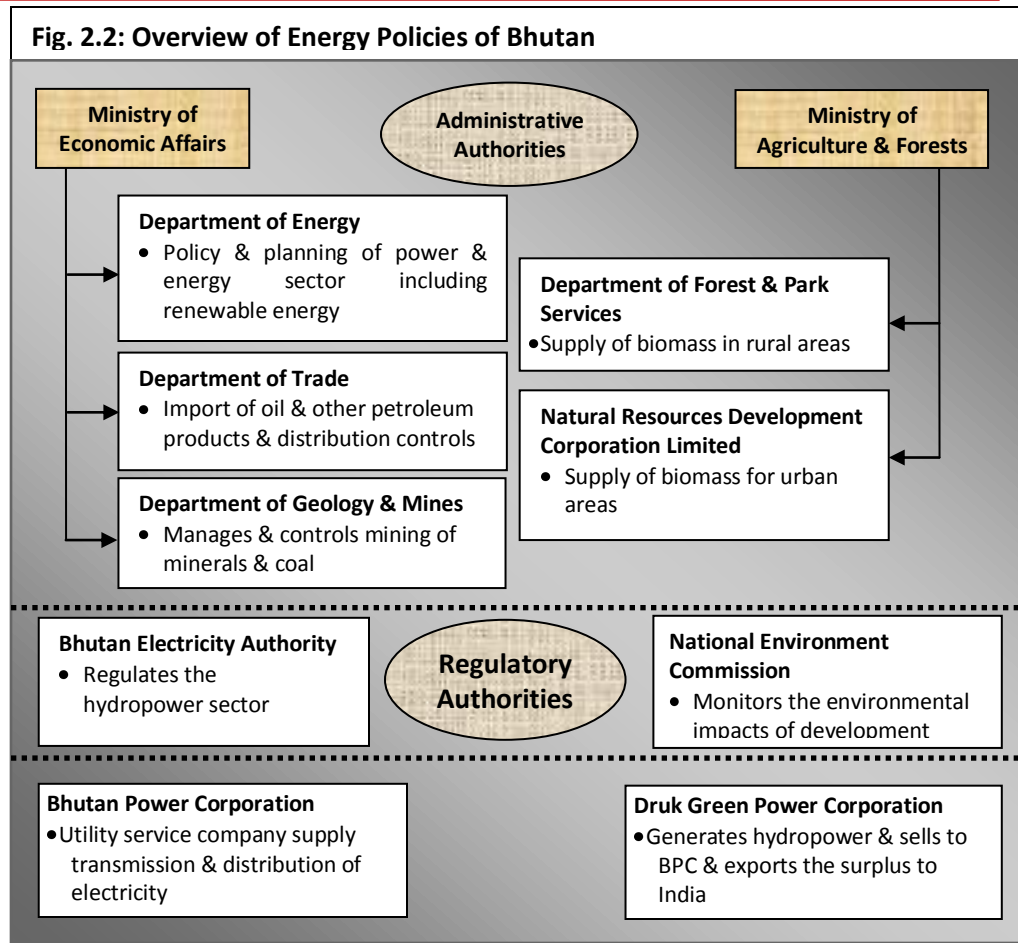 Fig. 2.2: Overview of Energy Policies of Bhutan
Ministry of
Economic Affairs
Administrative
Authorities
Ministry of
Agriculture & Forests
Department of Energy
• Policy & planning of power &
energy sector including
renewable energy
Department of Trade
• Import of oil & other petroleum
products & distribution controls
Department of Geology & Mines
• Manages & controls mining of
minerals & coal
Department of Forest & Park
Services
•Supply of biomass in rural areas
Natural Resources Development
Corporation Limited
• Supply of biomass for urban
areas
Bhutan Electricity Authority
• Regulates the
hydropower sector
Regulatory
Authorities
National Environment
Commission
• Monitors the environmental
impacts of development
Bhutan Power Corporation
•Utility service company supply
transmission & distribution of
electricity
Druk Green Power Corporation
•Generates hydropower & sells to
BPC & exports the surplus to
India